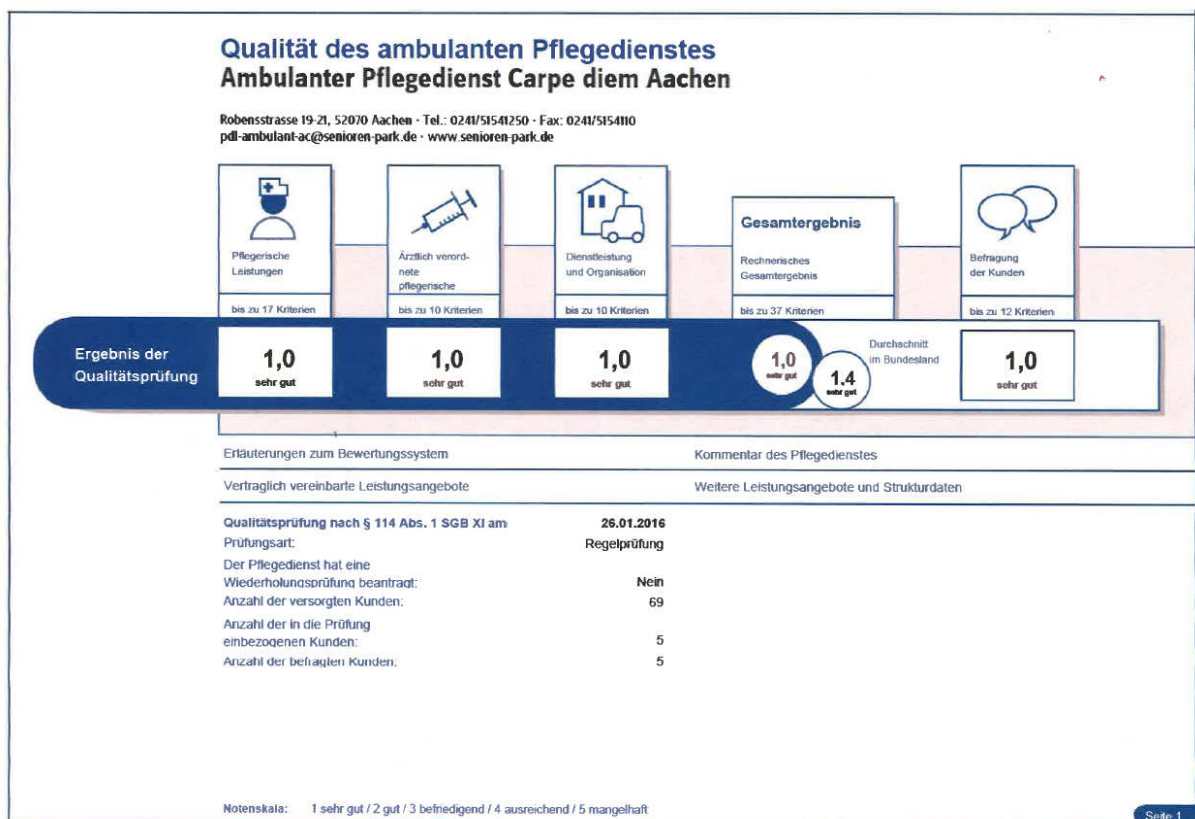 Qualität des ambulanten Pflegedienstes
Ambulanter Pflegedienst Carpe diem Aachen
Robensstrasse 19-21, 52070 Aachen · Tel.: 0241/51541250 · Fax: 0241/5154110
pdl-ambulant-ac@senioren-park.de · www.senioren-park.de
Pflegerische
Leistungen
bis zu 17 Kriterien
Ärztlich verord-
nete
pflegerische
bis zu 10 Kriterien
Dienstleistung
und Organisation
bis zu 10 Kriterien
Gesamtergebnis
Rechnerisches
Gesamtergebnis
bis zu 37 Kriterien
Befragung
der Kunden
bis zu 12 Kriterien
Ergebnis der
Qualitätsprüfung
1,0
sehr gut
1,0
sehr gut
1,0
sehr gut
1,0
sehr gut
1,4
sehr gut
Durchschnitt
im Bundesland
1,0
sehr gut
Erläuterungen zum Bewertungssystem
Kommentar des Pflegedienstes
Vertraglich vereinbarte Leistungsangebote
Weitere Leistungsangebote und Strukturdaten
Qualitätsprüfung nach § 114 Abs. 1 SGB XI am 26.01.2016
Prüfungsart: Regelprüfung
Der Pflegedienst hat eine
Wiederholungsprüfung beantragt: Nein
Anzahl der versorgten Kunden: 69
Anzahl der in die Prüfung
einbezogenen Kunden: 5
Anzahl der befragten Kunden: 5
Notenskala: 1 sehr gut / 2 gut / 3 befriedigend / 4 ausreichend / 5 mangelhaft
Seite 1